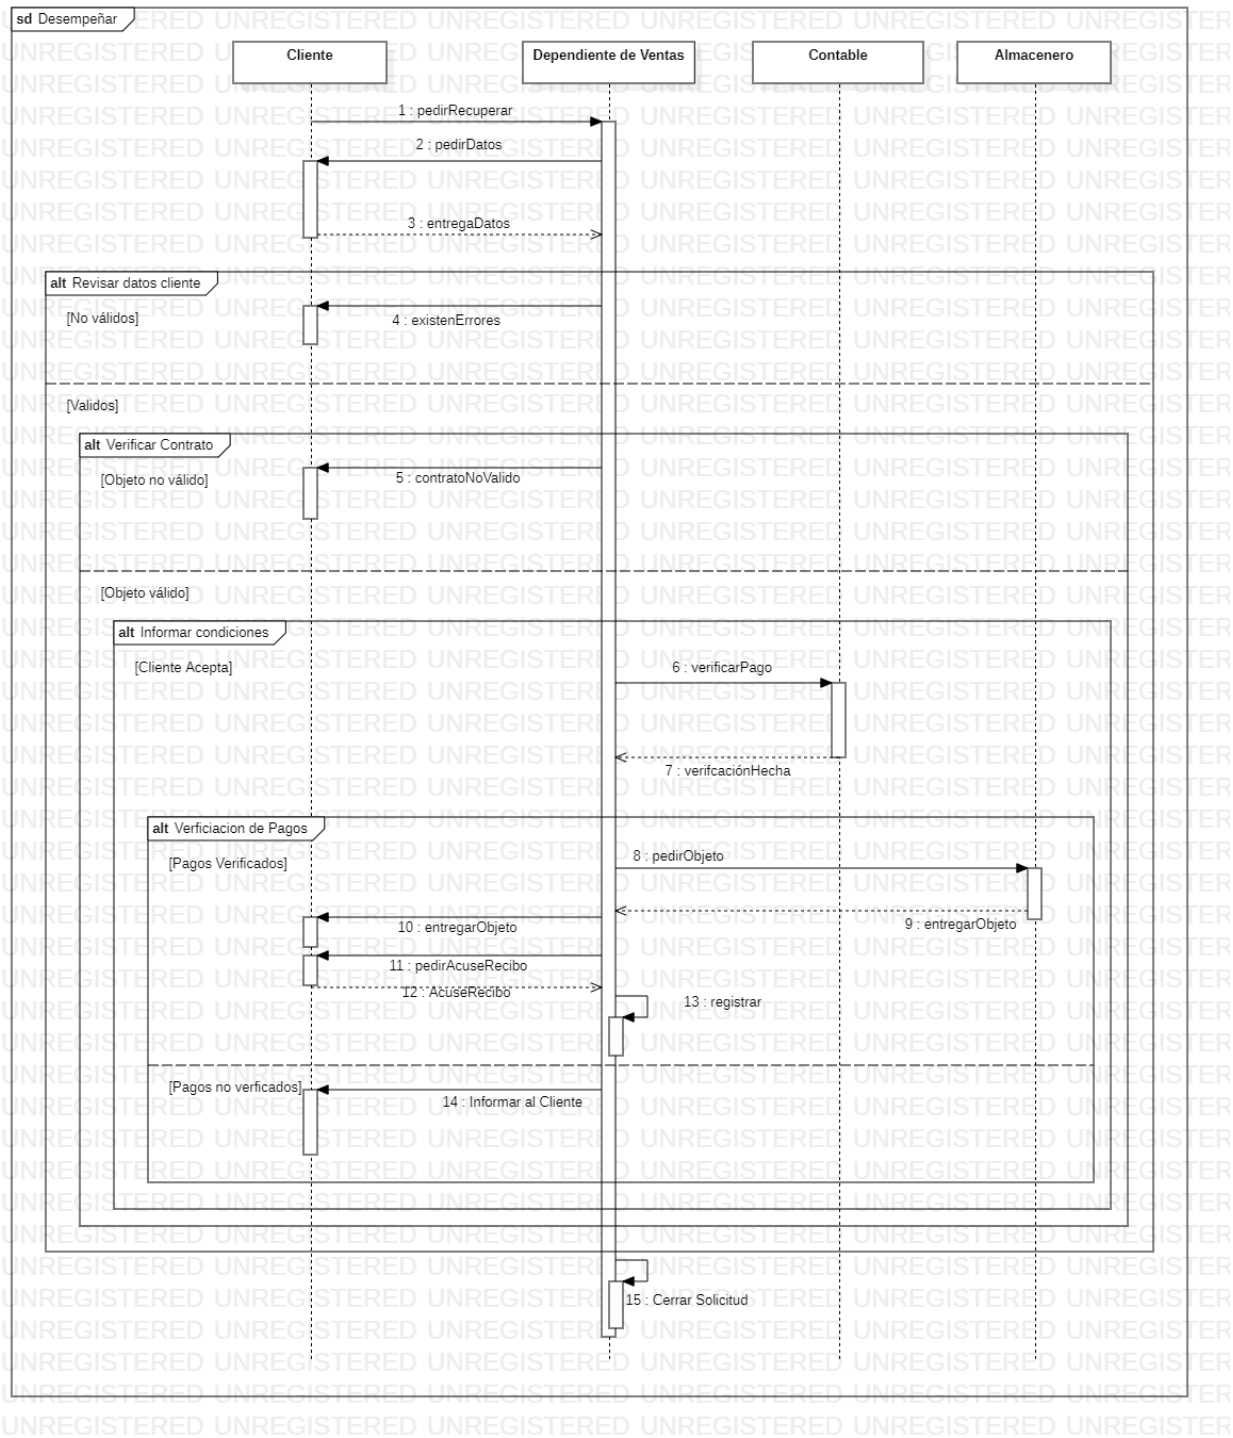 sd Desempeñar
Cliente
Dependiente de Ventas
Contable
Almacenero
1 : pedirRecuperar
2 : pedirDatos
3 : entregaDatos
alt Revisar datos cliente
[No válidos]
4 : existenErrores
[Validos]
alt Verificar Contrato
[Objeto no válido]
5 : contratoNoValido
[Objeto válido]
alt Informar condiciones
[Cliente Acepta]
6 : verificarPago
7 : verifcaciónHecha
alt Verficiacion de Pagos
[Pagos Verificados]
8 : pedirObjeto
9 : entregarObjeto
10 : entregarObjeto
11 : pedirAcuseRecibo
12 : AcuseRecibo
13 : registrar
[Pagos no verficados]
14 : Informar al Cliente
15 : Cerrar Solicitud
UNREGISTERED